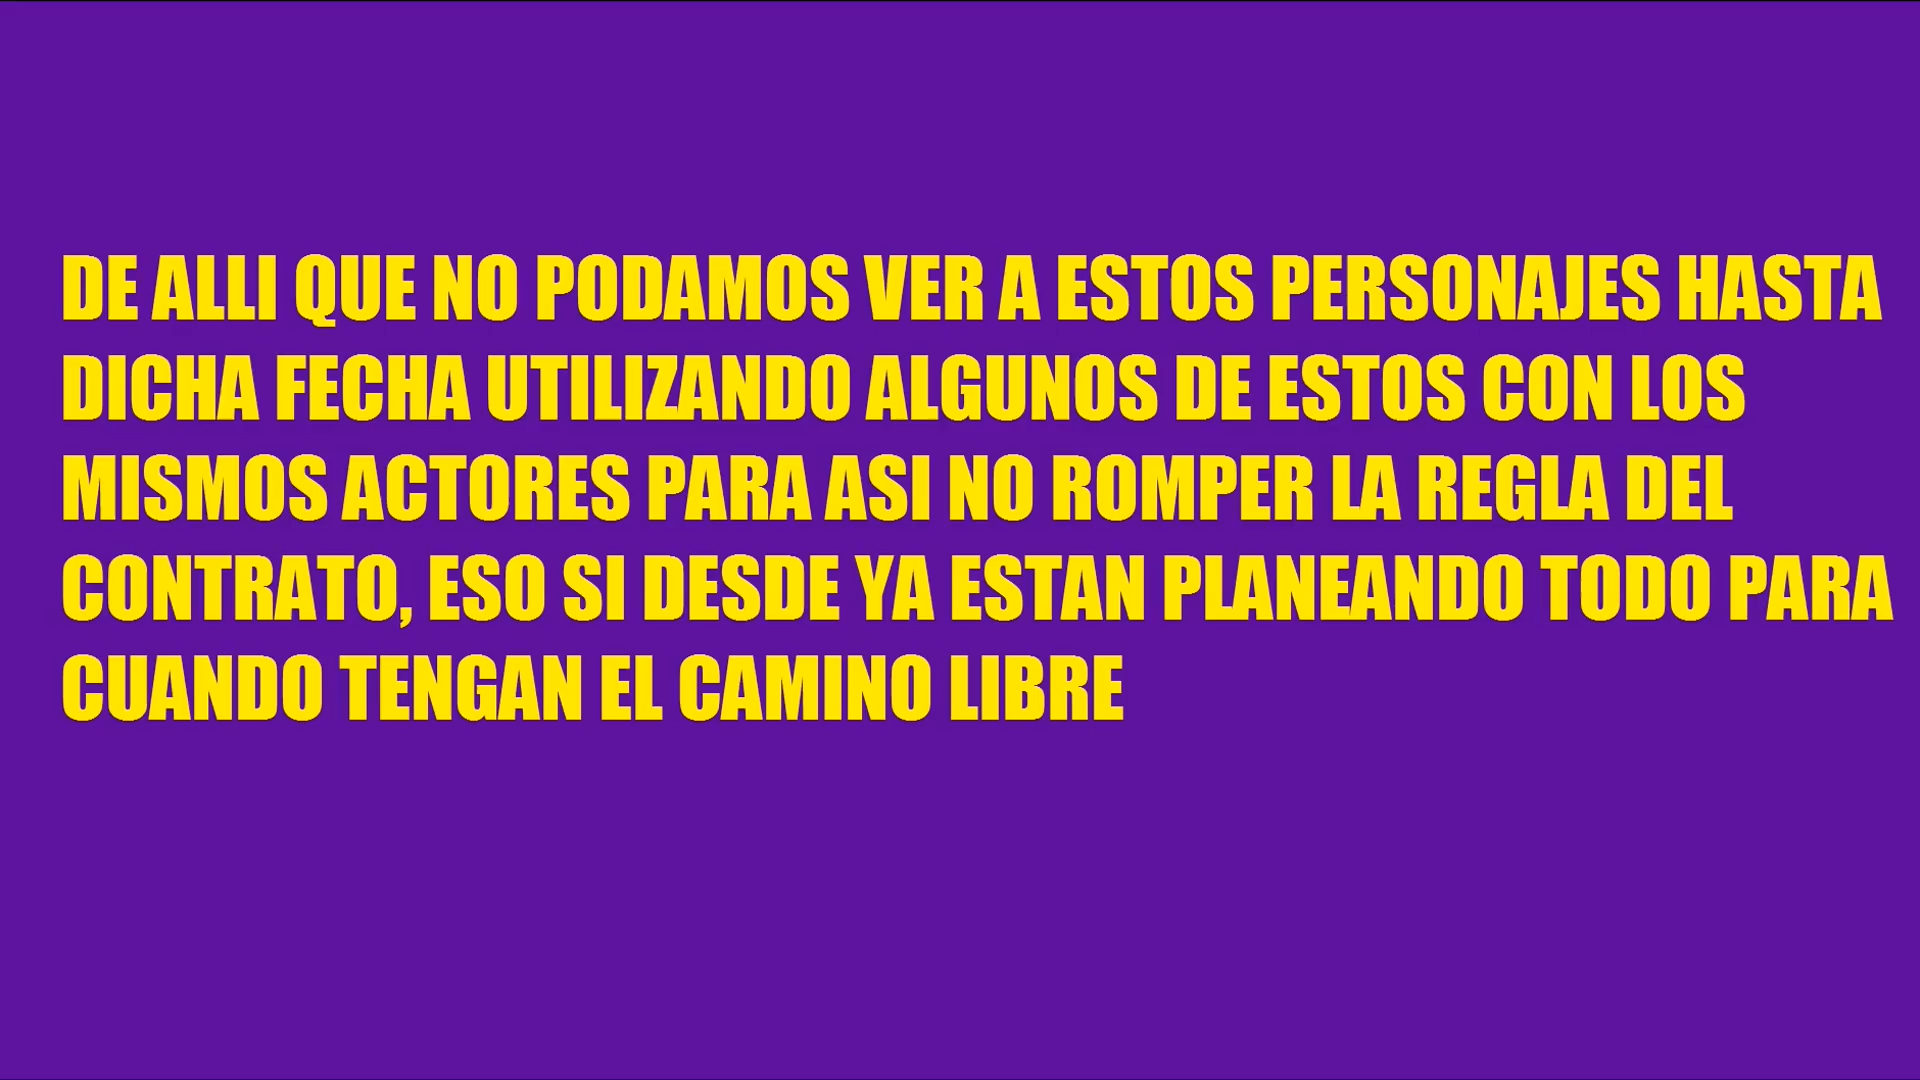 DE ALLI QUE NO PODAMOS VER A ESTOS PERSONAJES HASTA
DICHA FECHA UTILIZANDO ALGUNOS DE ESTOS CON LOS
MISMOS ACTORES PARA ASI NO ROMPER LA REGLA DEL
CONTRATO, ESO SI DESDE YA ESTAN PLANEANDO TODO PARA
CUANDO TENGAN EL CAMINO LIBRE